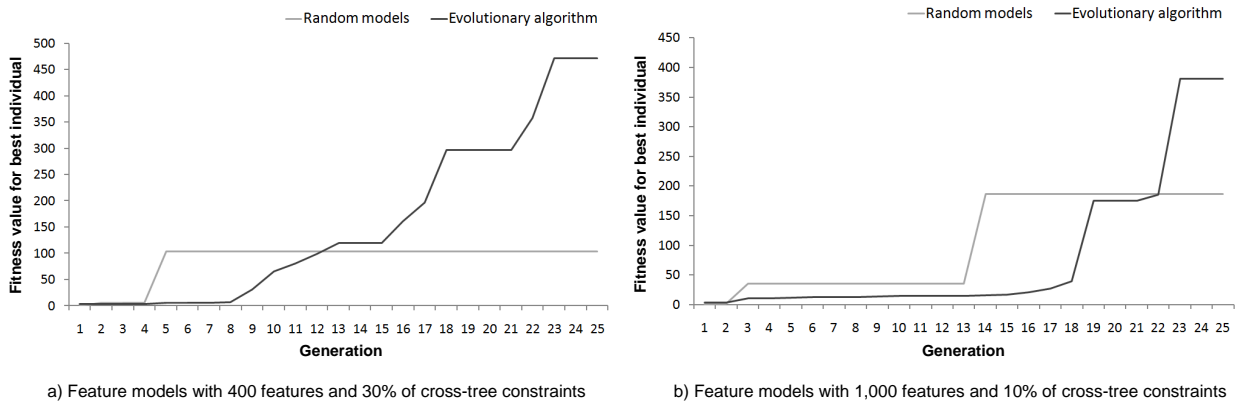 Random models Evolutionary algorithm
500
450
400
350
300
250
200
150
100
50
0
Fitness value for best individual
1 2 3 4 5 6 7 8 9 10 11 12 13 14 15 16 17 18 19 20 21 22 23 24 25
Generation
a) Feature models with 400 features and 30% of cross-tree constraints
Random models Evolutionary algorithm
450
400
350
300
250
200
150
100
50
0
Fitness value for best individual
1 2 3 4 5 6 7 8 9 10 11 12 13 14 15 16 17 18 19 20 21 22 23 24 25
Generation
b) Feature models with 1,000 features and 10% of cross-tree constraints